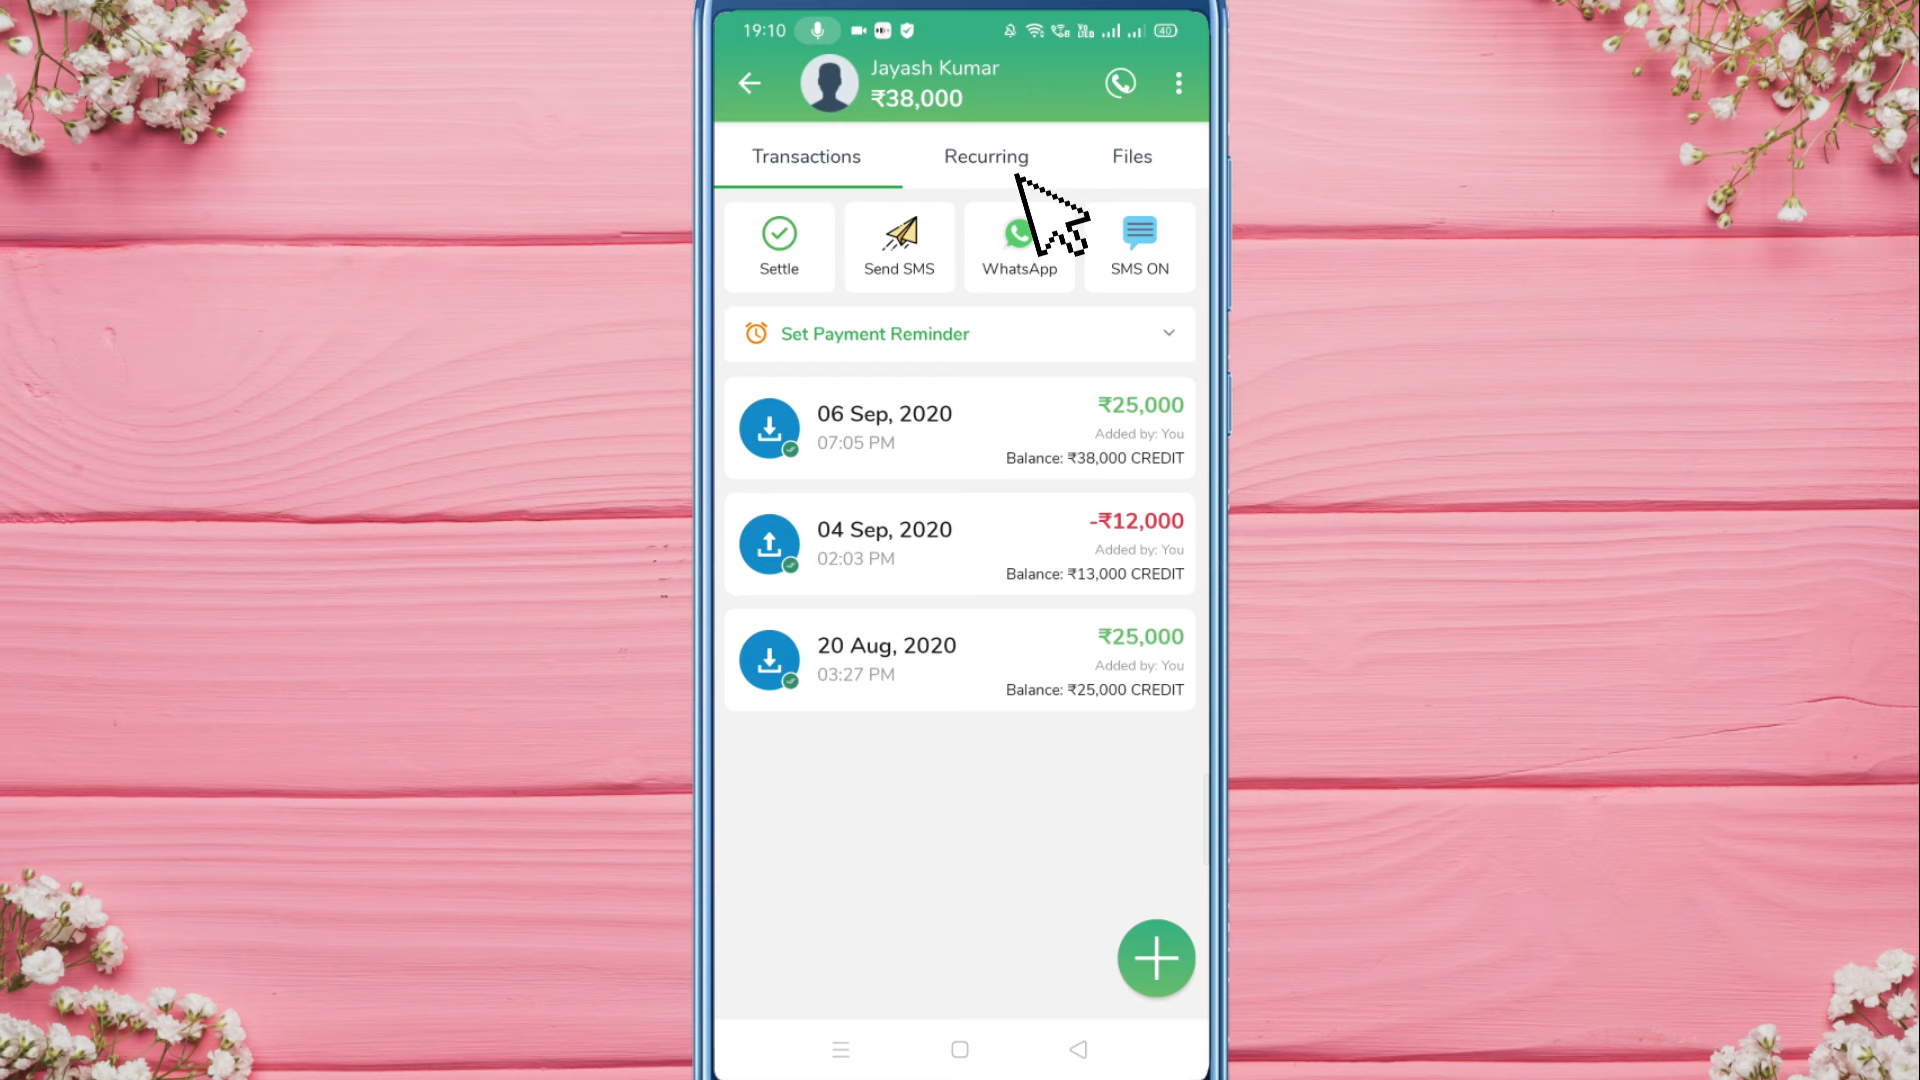 19:10
40
Jayash Kumar
₹38,000
Transactions
Recurring
Files
Settle
Send SMS
WhatsApp
SMS ON
Set Payment Reminder
06 Sep, 2020
07:05 PM
₹25,000
Added by: You
Balance: ₹38,000 CREDIT
04 Sep, 2020
02:03 PM
-₹12,000
Added by: You
Balance: ₹13,000 CREDIT
20 Aug, 2020
03:27 PM
₹25,000
Added by: You
Balance: ₹25,000 CREDIT